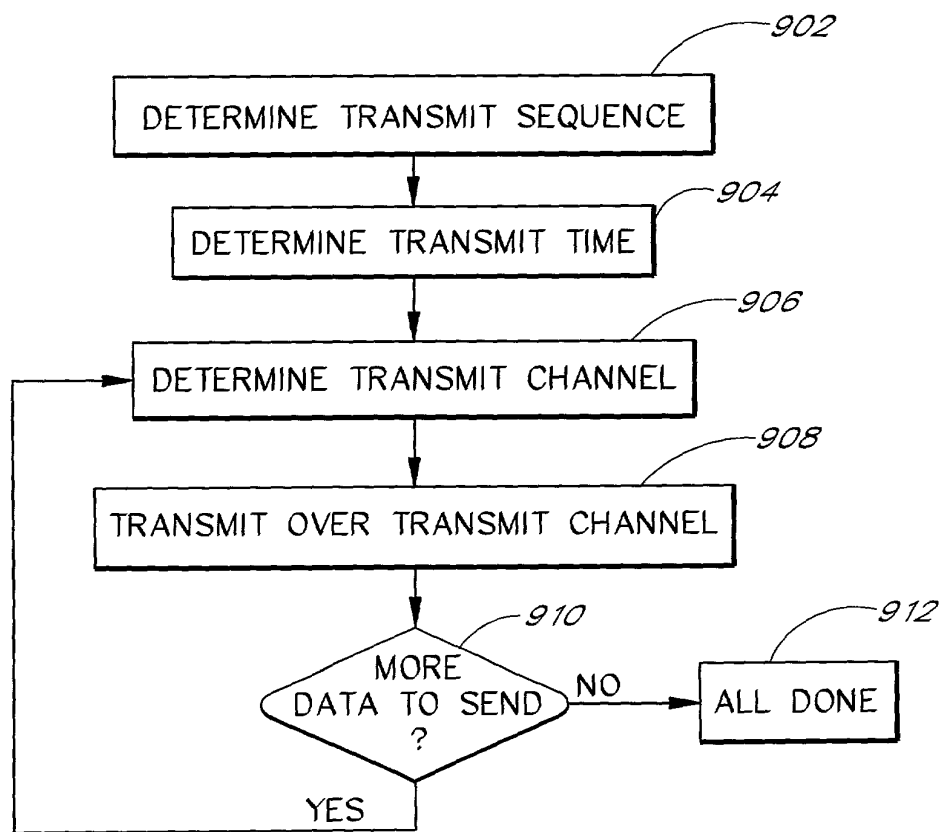 902
DETERMINE TRANSMIT SEQUENCE
904
DETERMINE TRANSMIT TIME
906
DETERMINE TRANSMIT CHANNEL
908
TRANSMIT OVER TRANSMIT CHANNEL
910
MORE
DATA TO SEND
?
NO
912
ALL DONE
YES